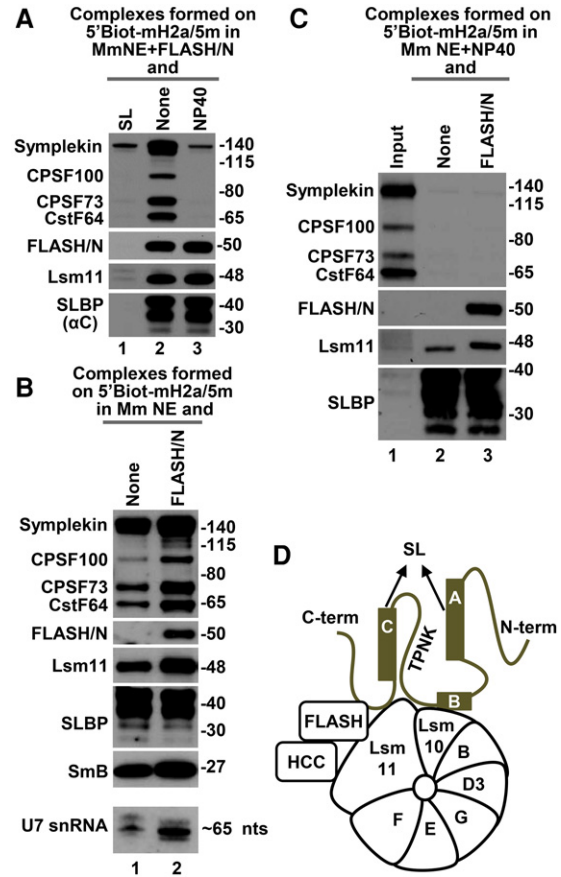 A
Complexes formed on
5'Biot-mH2a/5m in
MmNE+FLASH/N
and
SL
None
NP40
Symplekin
-140
-115
CPSF100
-80
CPSF73
CstF64
-65
FLASH/N
-50
Lsm11
-48
SLBP
(αC)
-40
-30
1 2 3
B
Complexes formed
on 5'Biot-mH2a/5m
in Mm NE and
None
FLASH/N
Symplekin
-140
-115
CPSF100
-80
CPSF73
CstF64
-65
FLASH/N
-50
Lsm11
-48
SLBP
-40
-30
SmB
-27
U7 snRNA
~65 nts
1 2
C
Complexes formed on
5'Biot-mH2a/5m in
Mm NE+NP40
and
Input
None
FLASH/N
Symplekin
-140
-115
CPSF100
-80
CPSF73
CstF64
-65
FLASH/N
-50
Lsm11
-48
-40
SLBP
-30
1 2 3
D
SL
C-term
C
TPNK
A
N-term
B
FLASH
HCC
Lsm
11
Lsm
10
B
D3
G
E
F